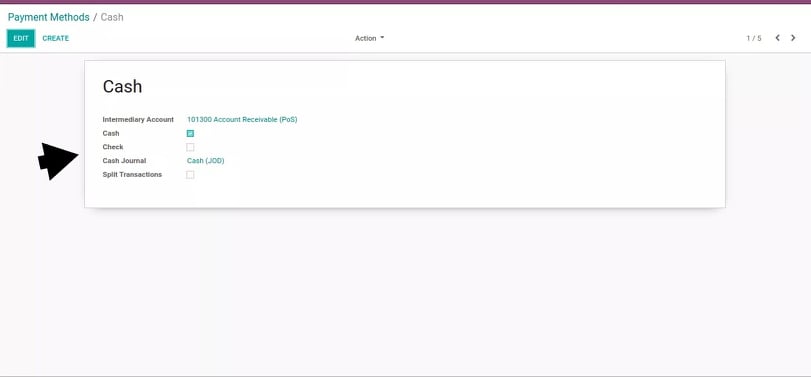 Payment Methods / Cash
EDIT CREATE Action 1 / 5
Cash
Intermediary Account 101300 Account Receivable (PoS)
Cash
Check
Cash Journal Cash (JOD)
Split Transactions